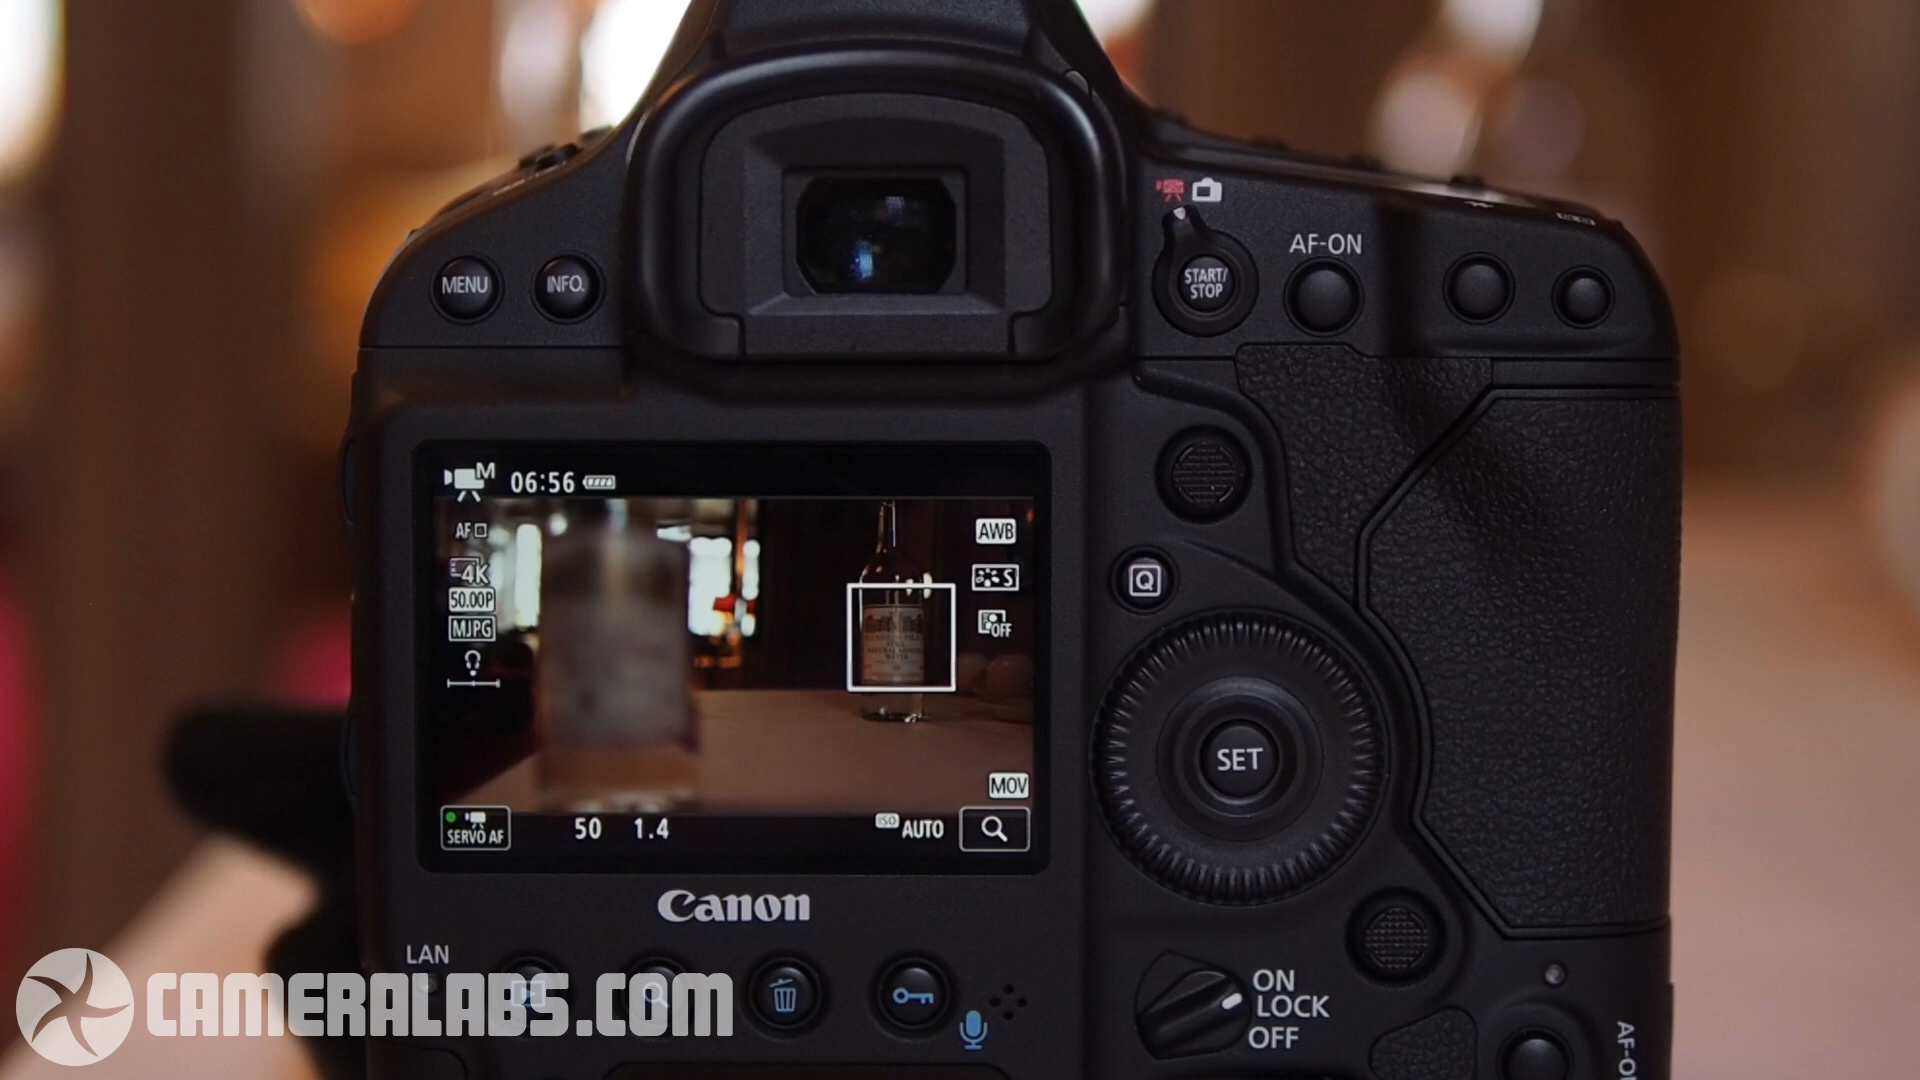 AF-ON
MENU
INFO.
START/
STOP
M
06:56
AF
AWB
4K
S
50.00P
OFF
MJPG
Q
SET
MOV
SERVO AF
50
1.4
ISO AUTO
Canon
LAN
ON
LOCK
OFF
CAMERALABS.COM